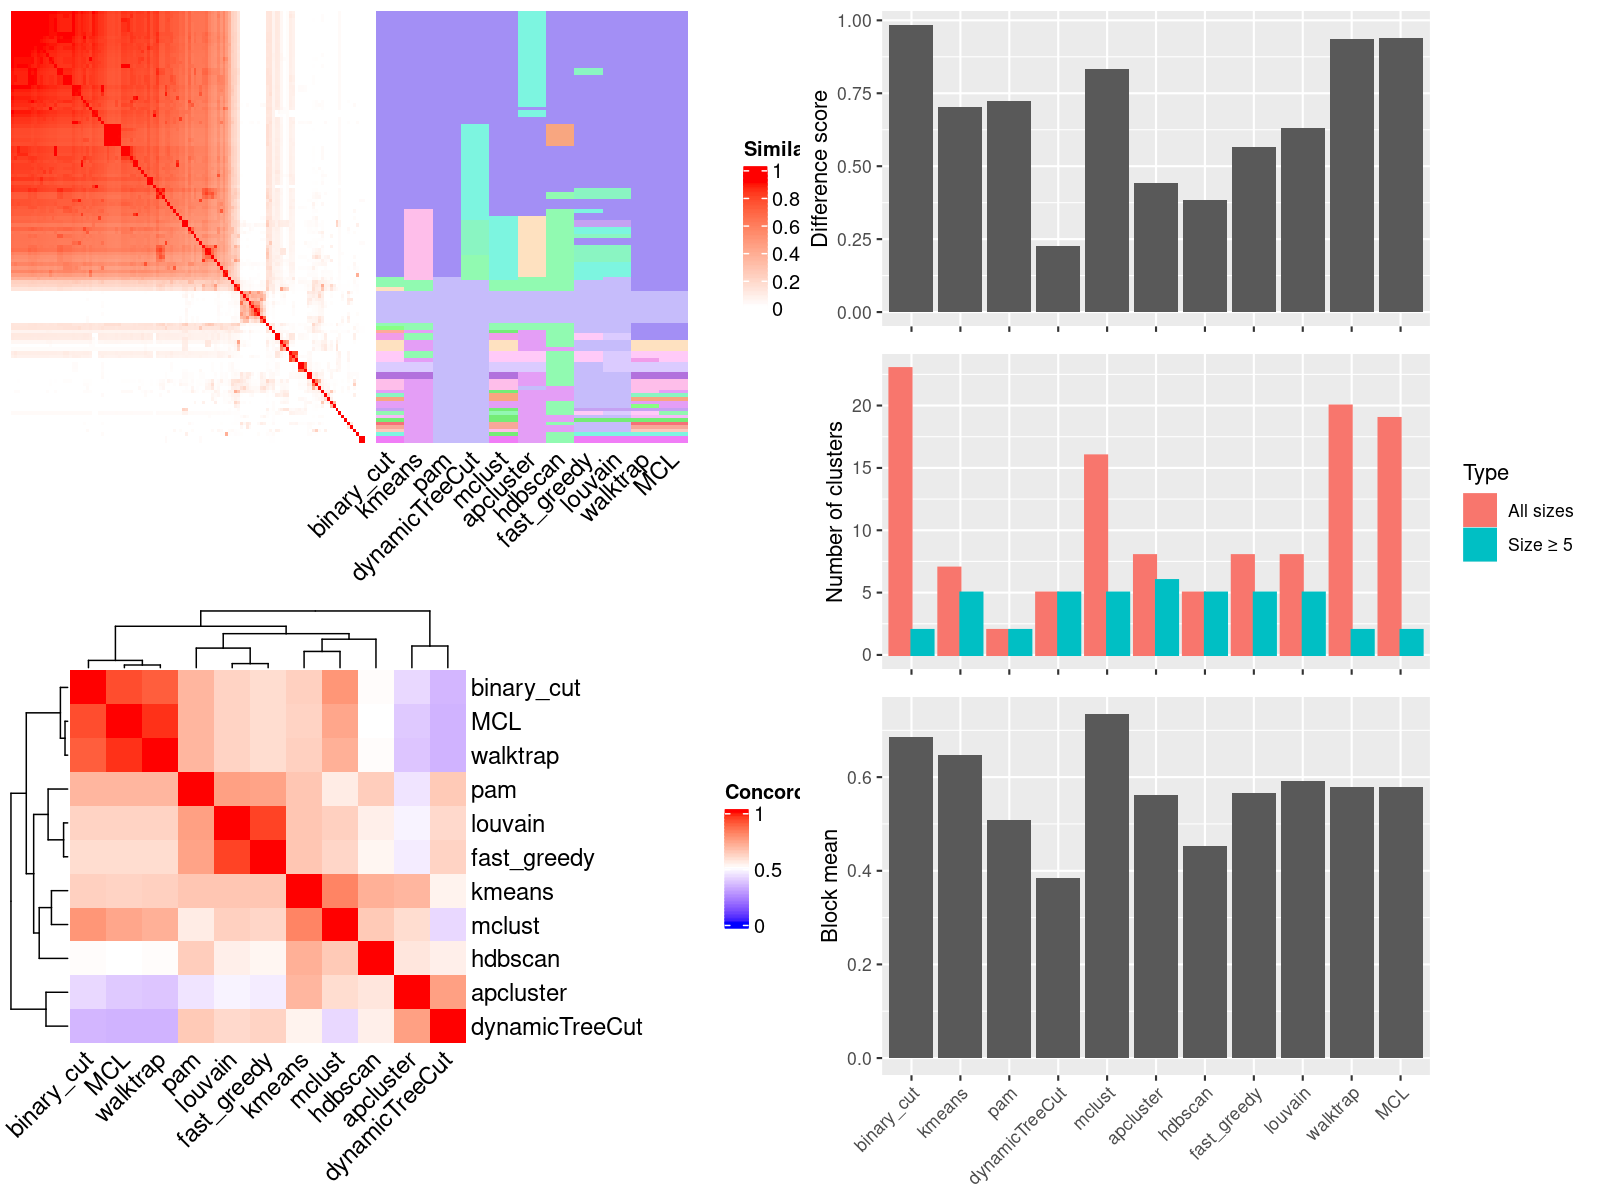 Simila
1
0.8
0.6
0.4
0.2
0
binary_cut
kmeans
pam
dynamicTreeCut
mclust
apcluster
hdbscan
fast_greedy
louvain
walktrap
MCL
binary_cut
MCL
walktrap
pam
louvain
fast_greedy
kmeans
mclust
hdbscan
apcluster
dynamicTreeCut
binary_cut
MCL
walktrap
pam
louvain
fast_greedy
kmeans
mclust
hdbscan
apcluster
dynamicTreeCut
Concord
1
0.5
0
Difference score
1.00
0.75
0.50
0.25
0.00
Number of clusters
20
15
10
5
0
Type
All sizes
Size ≥ 5
Block mean
0.6
0.4
0.2
0.0
binary_cut
kmeans
pam
dynamicTreeCut
mclust
apcluster
hdbscan
fast_greedy
louvain
walktrap
MCL